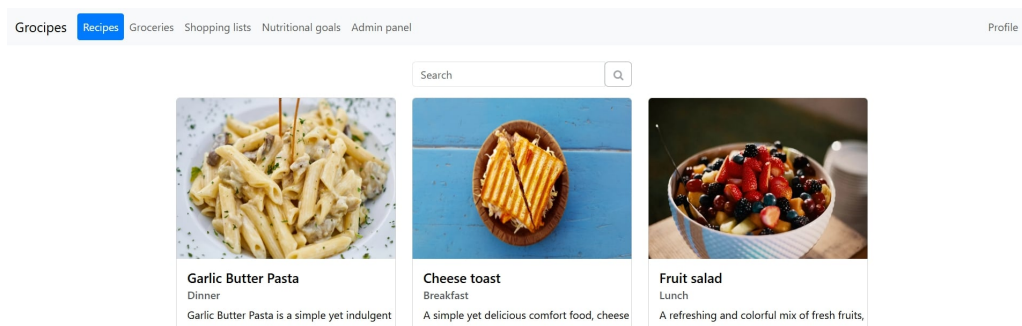 Grocipes Recipes Groceries Shopping lists Nutritional goals Admin panel Profile
Search
Garlic Butter Pasta
Dinner
Garlic Butter Pasta is a simple yet indulgent
Cheese toast
Breakfast
A simple yet delicious comfort food, cheese
Fruit salad
Lunch
A refreshing and colorful mix of fresh fruits,